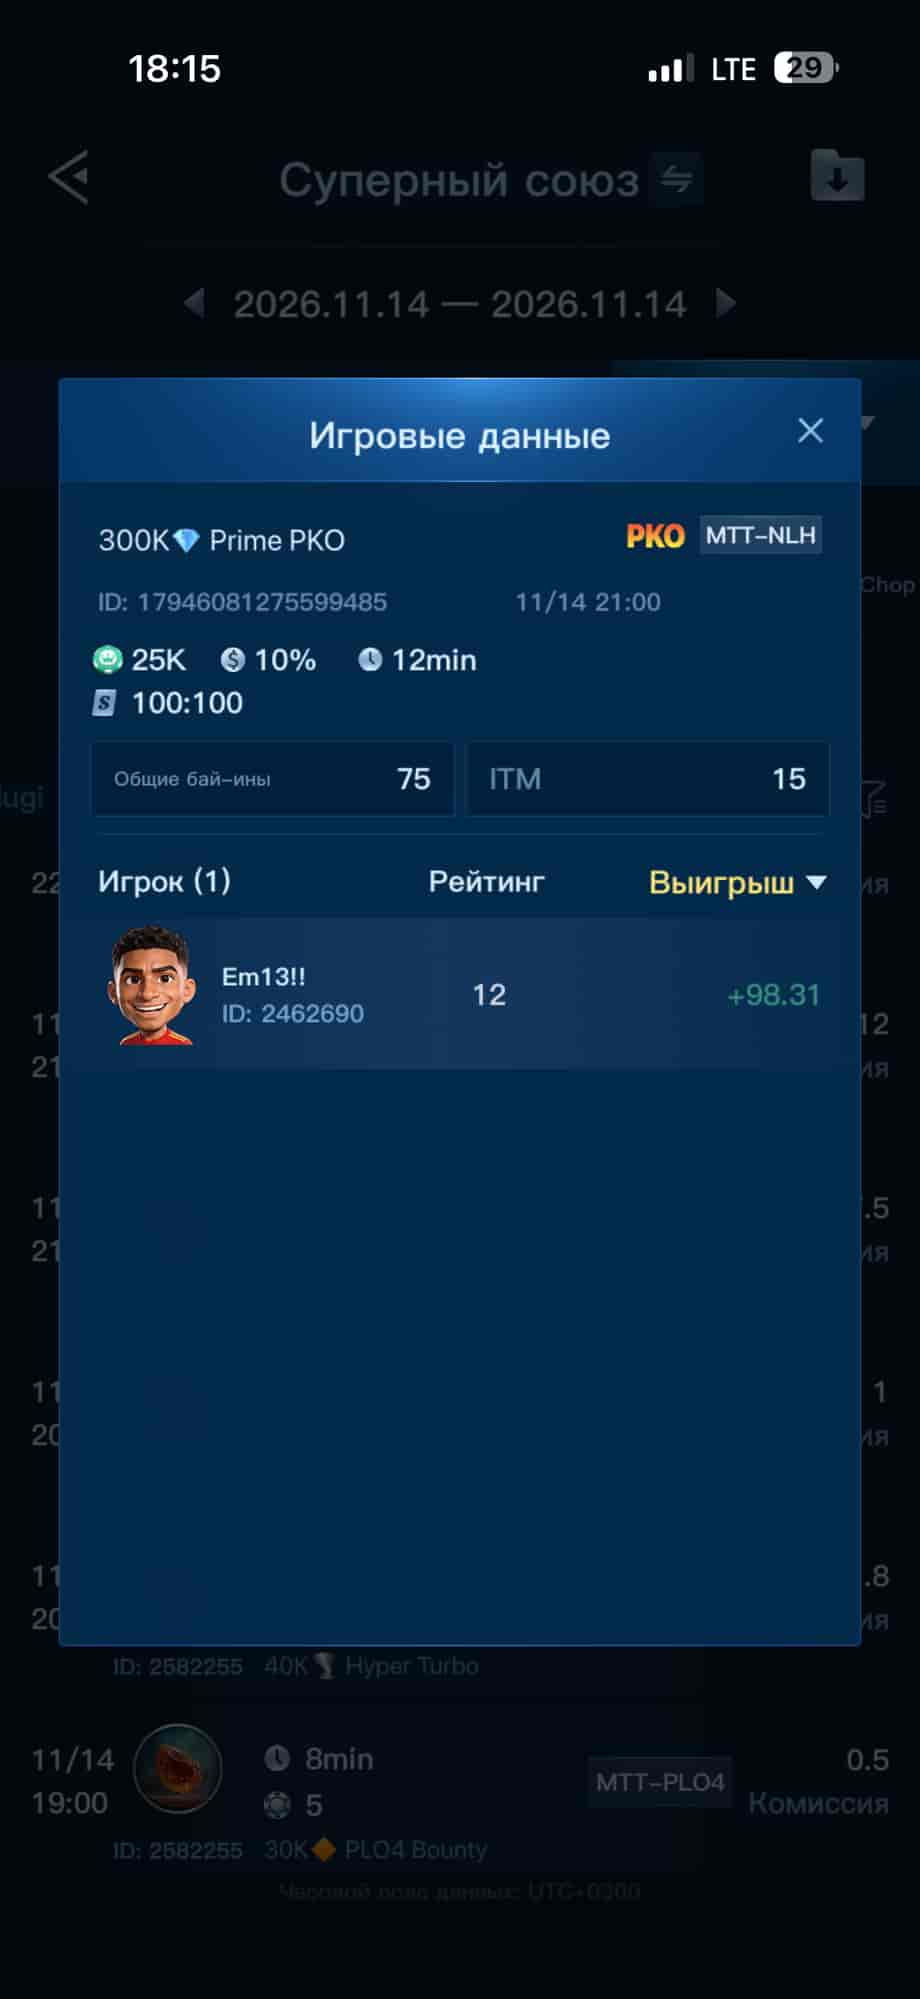 18:15 LTE 29
Суперный союз
2026.11.14 — 2026.11.14
Игровые данные
Chop
300K Prime PKO PKO MTT-NLH
ID: 17946081275599485 11/14 21:00
25K 10% 12min
100:100
Общие бай-ины 75 ITM 15
Игрок (1) Рейтинг Выигрыш
Em13!! 12 +98.31
ID: 2462690
ID: 2582255 40K Hyper Turbo
11/14 8min MTT-PLO4 0.5
19:00 5 Комиссия
ID: 2582255 30K PLO4 Bounty
Часовой пояс данных: UTC+0300